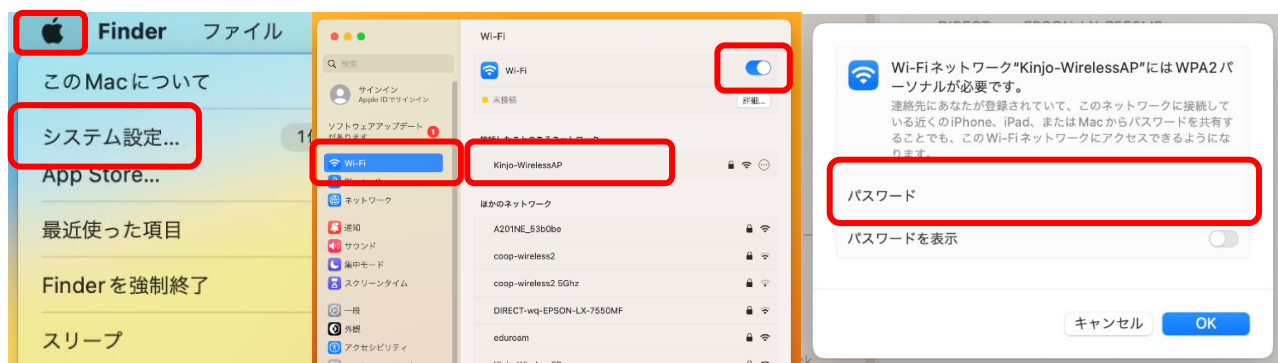 Finder ファイル
このMacについて
システム設定...
App Store...
最近使った項目
Finderを強制終了
スリープ
検索
サインイン
Apple IDでサインイン
ソフトウェアアップデート
があります
1
Wi-Fi
ネットワーク
通知
サウンド
集中モード
スクリーンタイム
一般
外観
アクセシビリティ
Wi-Fi
Wi-Fi
未接続
詳細...
Kinjo-WirelessAP
ほかのネットワーク
A201NE_53b0be
coop-wireless2
coop-wireless2 5Ghz
DIRECT-wq-EPSON-LX-7550MF
eduroam
Wi-Fiネットワーク"Kinjo-WirelessAP"にはWPA2パ
ーソナルが必要です。
連絡先にあなたが登録されていて、このネットワークに接続して
いる近くのiPhone、iPad、またはMacからパスワードを共有す
ることでも、このWi-Fiネットワークにアクセスできるようにな
ります。
パスワード
パスワードを表示
キャンセル
OK